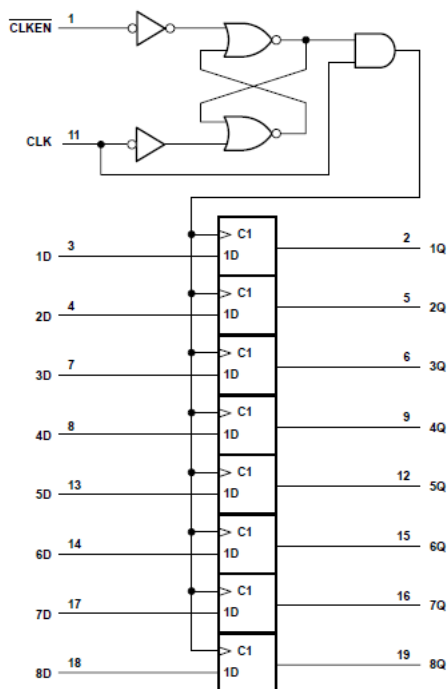 CLKEN 1
CLK 11
C1
1D 3 1D 2 1Q
C1
2D 4 1D 5 2Q
C1
3D 7 1D 6 3Q
C1
4D 8 1D 9 4Q
C1
5D 13 1D 12 5Q
C1
6D 14 1D 15 6Q
C1
7D 17 1D 16 7Q
C1
8D 18 1D 19 8Q